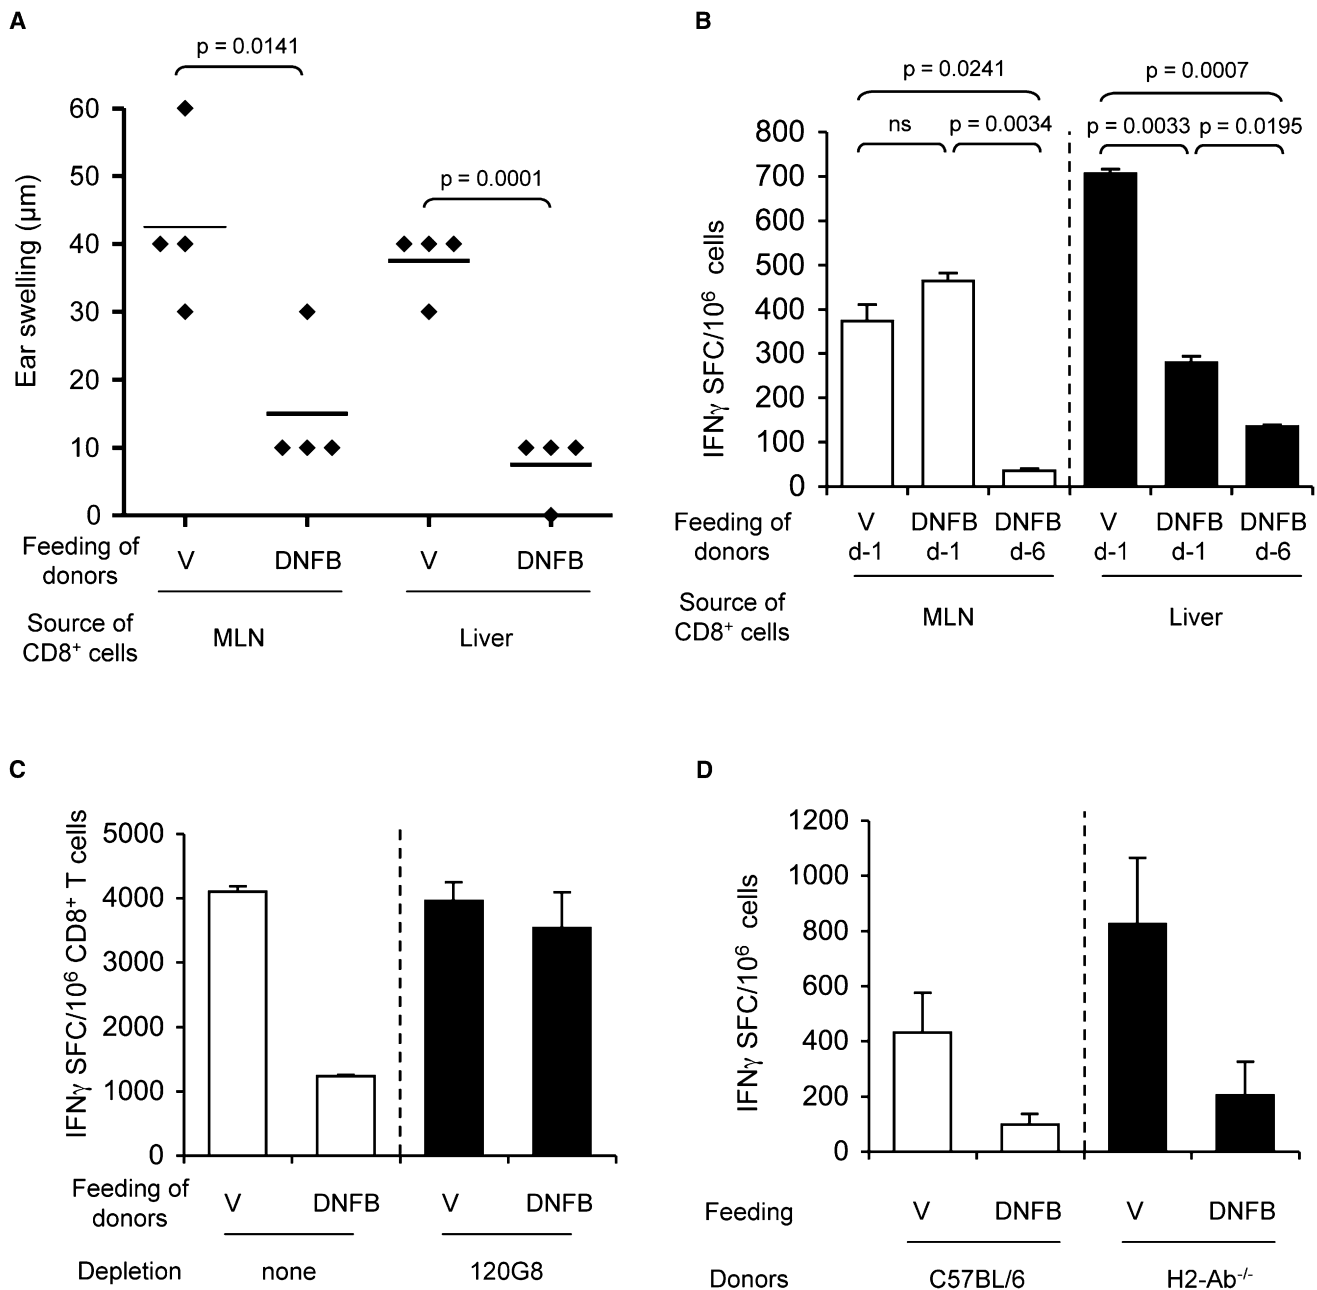 A
p = 0.0141
p = 0.0001
Ear swelling (μm)
60
50
40
30
20
10
0
Feeding of
donors
V
DNFB
V
DNFB
Source of
CD8⁺ cells
MLN
Liver
B
p = 0.0241
p = 0.0007
ns
p = 0.0034
p = 0.0033
p = 0.0195
IFNγ SFC/10⁶ cells
800
700
600
500
400
300
200
100
0
Feeding of
donors
V
d-1
DNFB
d-1
DNFB
d-6
V
d-1
DNFB
d-1
DNFB
d-6
Source of
CD8⁺ cells
MLN
Liver
C
IFNγ SFC/10⁶ CD8⁺ T cells
5000
4000
3000
2000
1000
0
Feeding of
donors
V
DNFB
V
DNFB
Depletion
none
120G8
D
IFNγ SFC/10⁶ cells
1200
1000
800
600
400
200
0
Feeding
V
DNFB
V
DNFB
Donors
C57BL/6
H2-Ab⁻/⁻